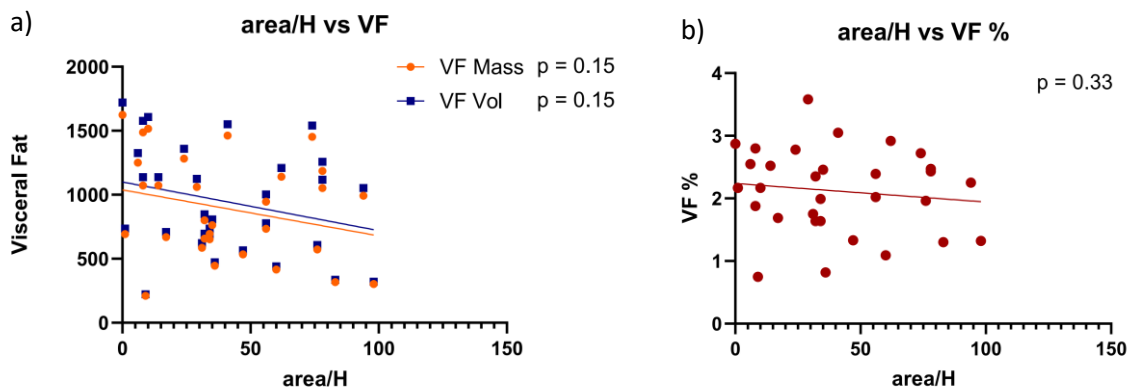 a)
area/H vs VF
VF Mass p = 0.15
VF Vol p = 0.15
Visceral Fat
2000
1500
1000
500
0
0 50 100 150
area/H
b)
area/H vs VF %
p = 0.33
VF %
4
3
2
1
0
0 50 100 150
area/H